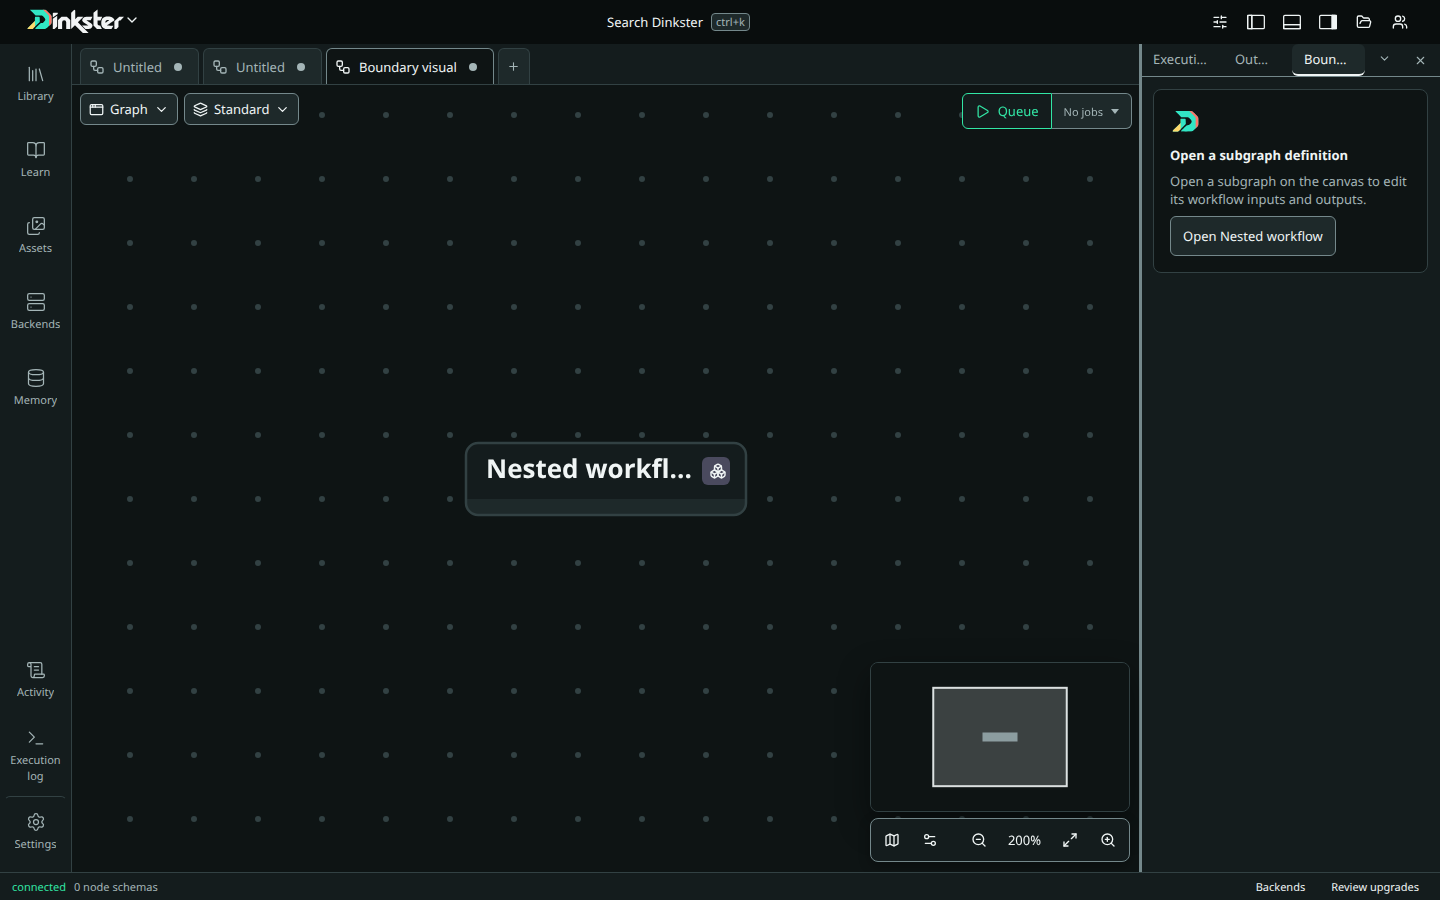 Dinkster
Search Dinkster ctrl+k
Untitled
Untitled
Boundary visual
Executi...
Out...
Boun...
Library
Learn
Assets
Backends
Memory
Graph
Standard
Queue
No jobs
Open a subgraph definition
Open a subgraph on the canvas to edit
its workflow inputs and outputs.
Open Nested workflow
Nested workfl...
Activity
Execution
log
Settings
200%
connected 0 node schemas
Backends
Review upgrades